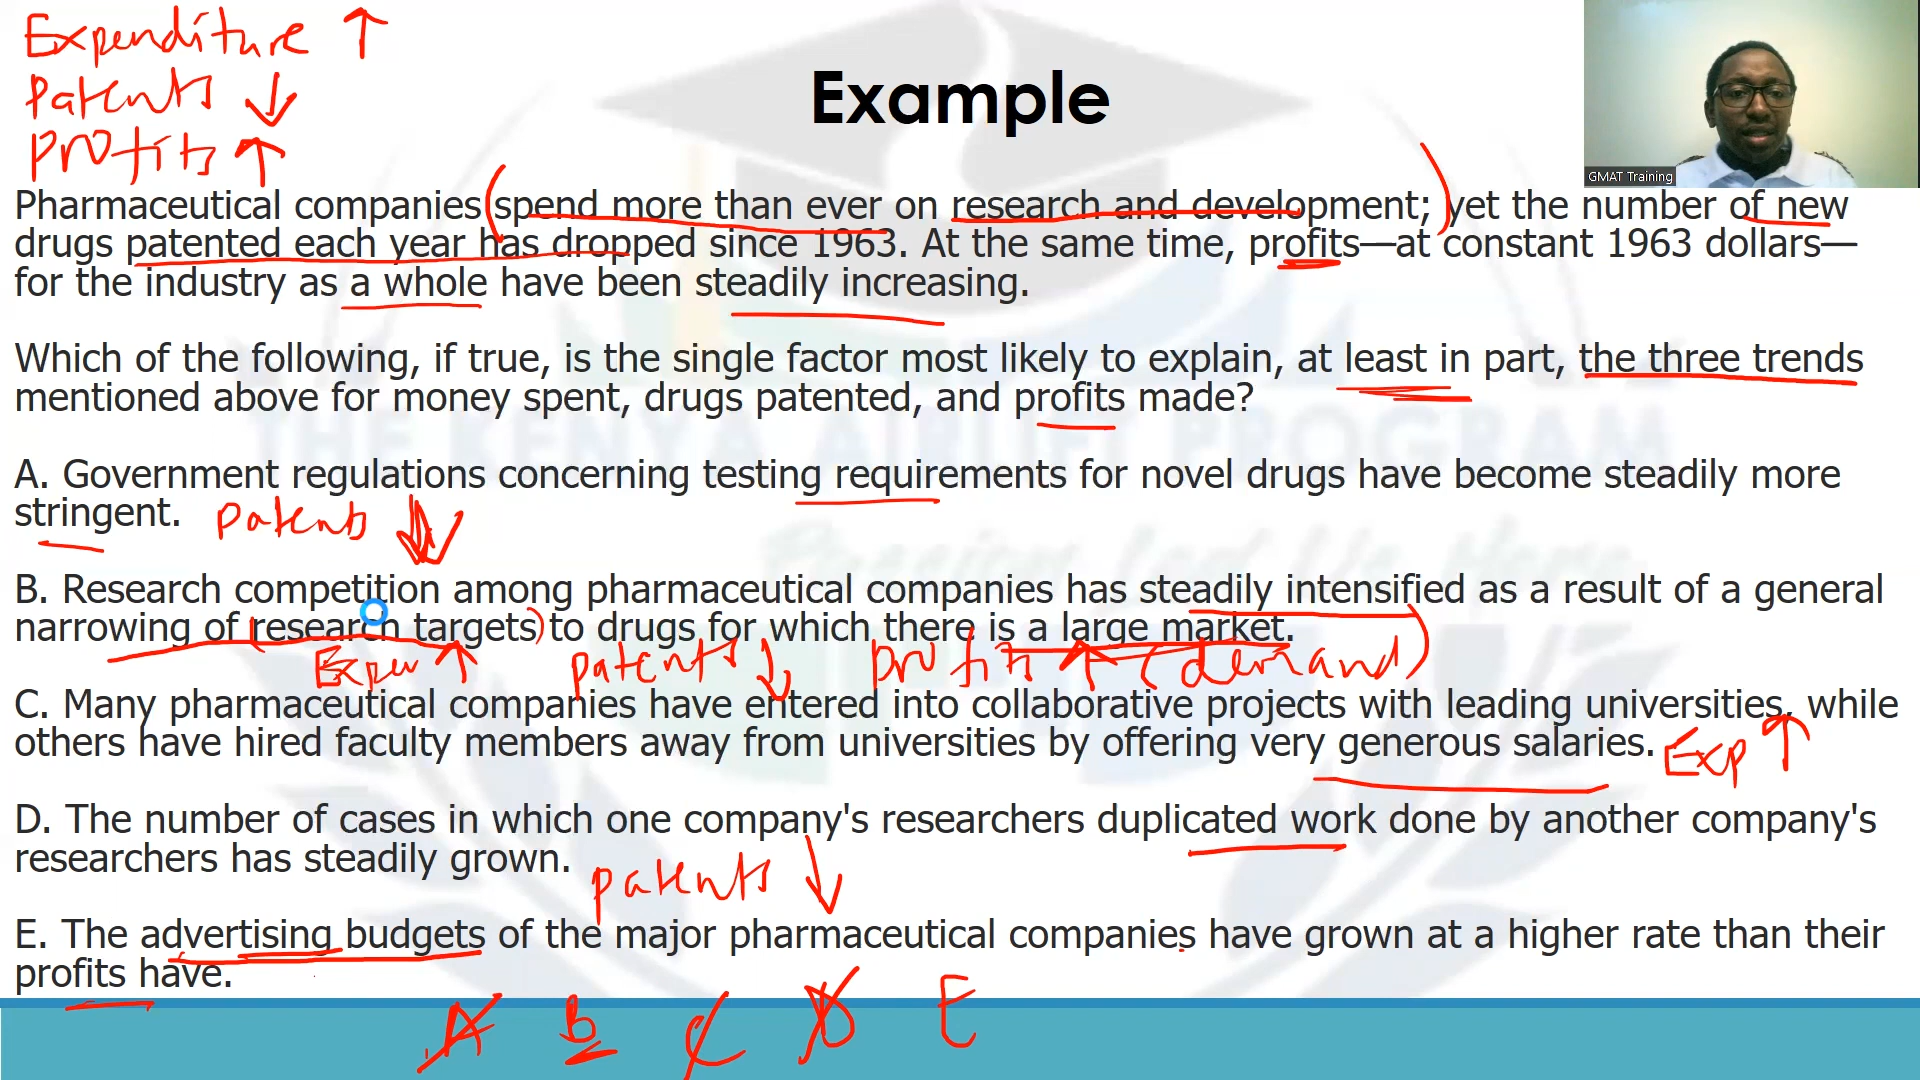 Expenditure ↑
Patents ↓
Profits ↑
Example
GMAT Training
Pharmaceutical companies spend more than ever on research and development; yet the number of new
drugs patented each year has dropped since 1963. At the same time, profits—at constant 1963 dollars—
for the industry as a whole have been steadily increasing.
Which of the following, if true, is the single factor most likely to explain, at least in part, the three trends
mentioned above for money spent, drugs patented, and profits made?
THE KENYA AIRLIFT PROGRAM
A. Government regulations concerning testing requirements for novel drugs have become steadily more
stringent. Patents ↓
B. Research competition among pharmaceutical companies has steadily intensified as a result of a general
narrowing of research targets to drugs for which there is a large market.
Expen ↑ patents ↓ profits ↑ (demand)
C. Many pharmaceutical companies have entered into collaborative projects with leading universities, while
others have hired faculty members away from universities by offering very generous salaries. Exp ↑
D. The number of cases in which one company's researchers duplicated work done by another company's
researchers has steadily grown. patents ↓
E. The advertising budgets of the major pharmaceutical companies have grown at a higher rate than their
profits have.
A B C D E